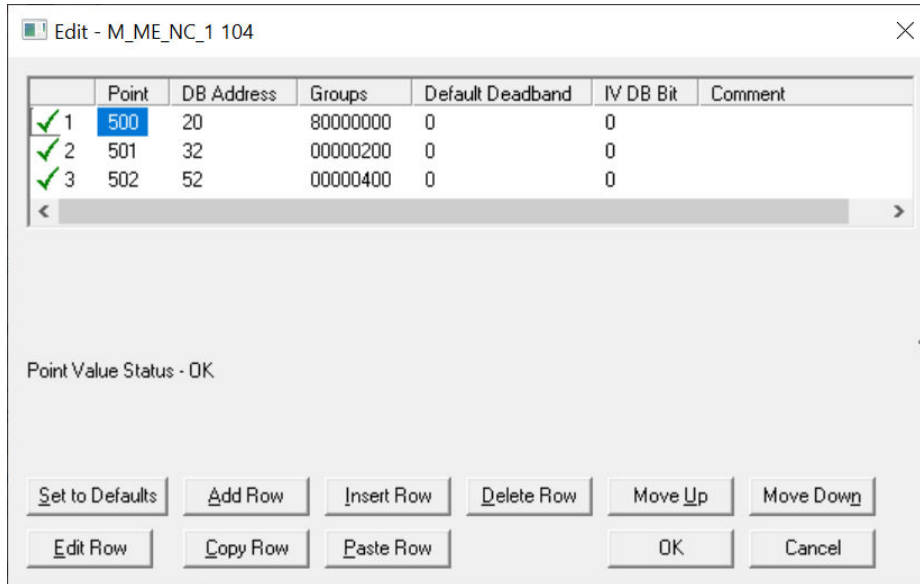 Edit - M_ME_NC_1 104
Point DB Address Groups Default Deadband IV DB Bit Comment
1 500 20 80000000 0 0
2 501 32 00000200 0 0
3 502 52 00000400 0 0
Point Value Status - OK
Set to Defaults Add Row Insert Row Delete Row Move Up Move Down
Edit Row Copy Row Paste Row OK Cancel